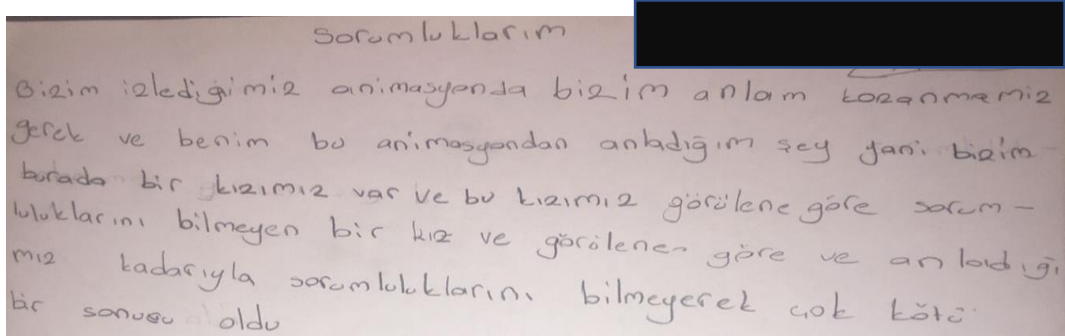 Sorumluklarım
Bizim izlediğimiz animasyonda bizim anlam kozanmamiz
gerek ve benim bu animasyondan anladığım şey yani bizim
burada bir kızımız var ve bu kızımız görülene göre sorum-
luluklarını bilmeyen bir kız ve görülenen göre ve anladığı
mız kadarıyla sorumluluklarını bilmeyerek çok kötü
bir sonusu oldu